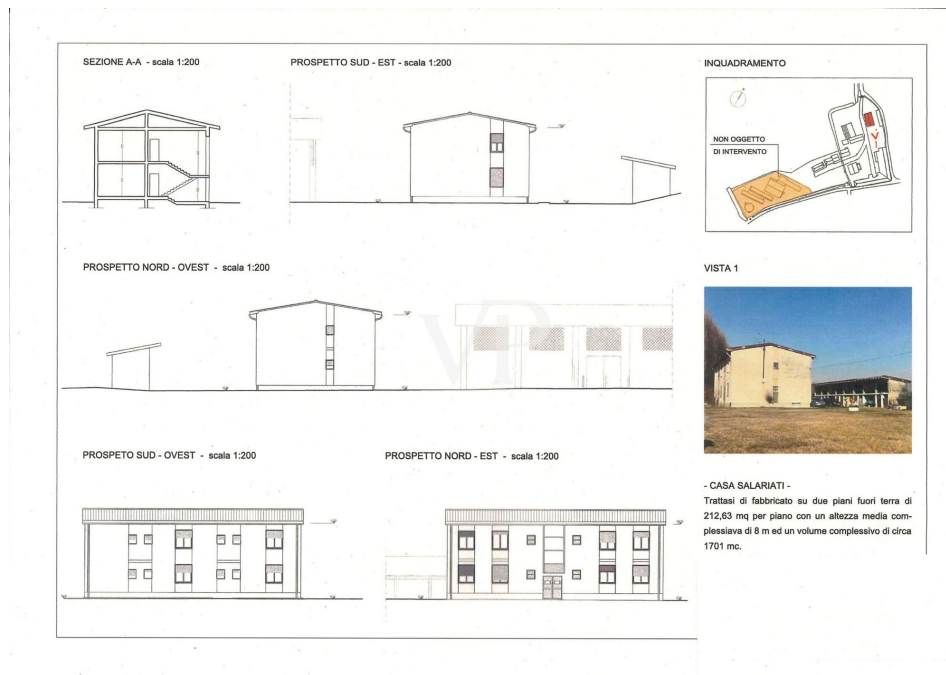 SEZIONE A-A - scala 1:200
PROSPETTO SUD - EST - scala 1:200
INQUADRAMENTO
NON OGGETTO
DI INTERVENTO
PROSPETTO NORD - OVEST - scala 1:200
VISTA 1
VP
PROSPETO SUD - OVEST - scala 1:200
PROSPETTO NORD - EST - scala 1:200
- CASA SALARIATI -
Trattasi di fabbricato su due piani fuori terra di
212,63 mq per piano con un altezza media com-
plessiava di 8 m ed un volume complessivo di circa
1701 mc.